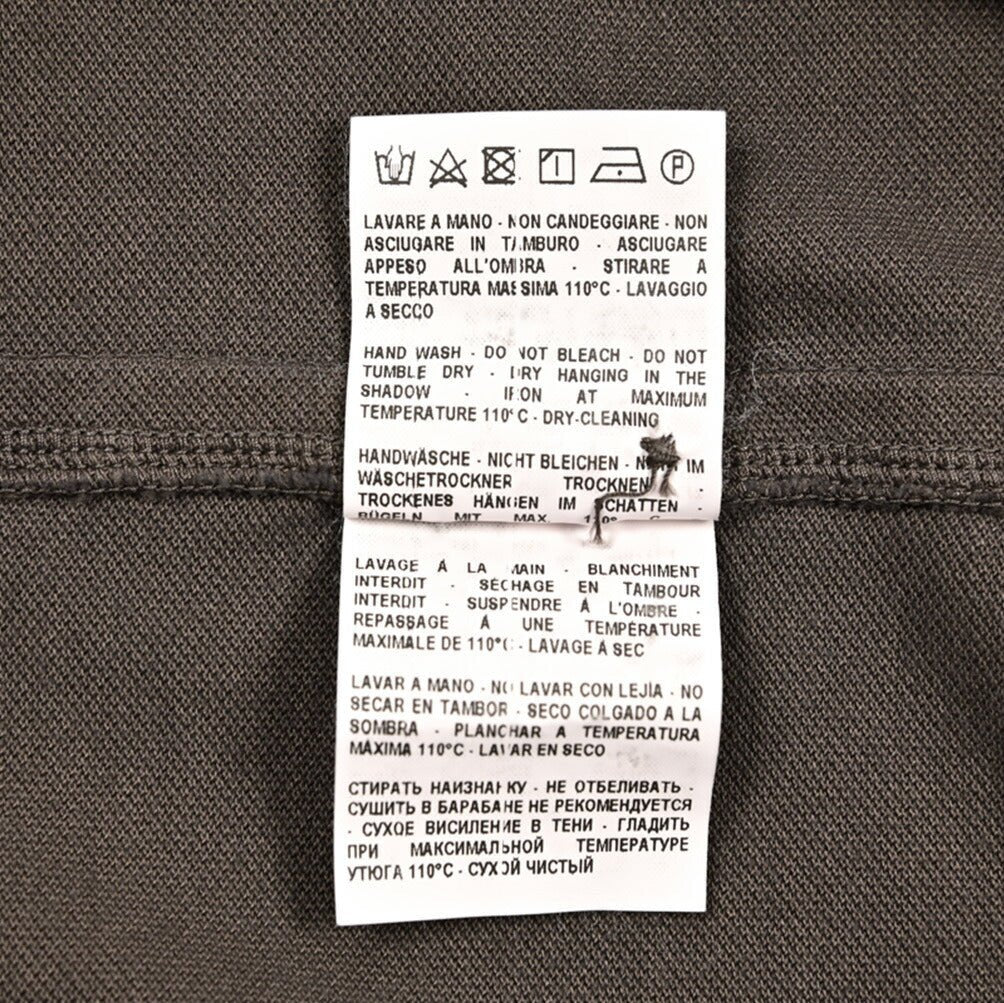 P
LAVARE A MANO - NON CANDEGGIARE - NON
ASCIUGARE IN TAMBURO - ASCIUGARE
APPESO ALL'OMBRA - STIRARE A
TEMPERATURA MASSIMA 110°C - LAVAGGIO
A SECCO
HAND WASH - DO NOT BLEACH - DO NOT
TUMBLE DRY - DRY HANGING IN THE
SHADOW - IRON AT MAXIMUM
TEMPERATURE 110°C - DRY-CLEANING
HANDWÄSCHE - NICHT BLEICHEN - IM
WÄSCHETROCKNER TROCKNEN -
TROCKENES HÄNGEN IM SCHATTEN -
BÜGELN MIT MAX. 110° C -
LAVAGE À LA MAIN - BLANCHIMENT
INTERDIT - SÉCHAGE EN TAMBOUR
INTERDIT - SUSPENDRE À L'OMBRE -
REPASSAGE À UNE TEMPÉRATURE
MAXIMALE DE 110°C - LAVAGE À SEC
LAVAR A MANO - NO LAVAR CON LEJÍA - NO
SECAR EN TAMBOR - SECO COLGADO A LA
SOMBRA - PLANCHAR A TEMPERATURA
MÁXIMA 110°C - LAVAR EN SECO
СТИРАТЬ НАИЗНАНКУ - НЕ ОТБЕЛИВАТЬ -
СУШИТЬ В БАРАБАНЕ НЕ РЕКОМЕНДУЕТСЯ
- СУХОЕ ВИСИЛЕНИЕ В ТЕНИ - ГЛАДИТЬ
ПРИ МАКСИМАЛЬНОЙ ТЕМПЕРАТУРЕ
УТЮГА 110°C - СУХОЙ ЧИСТЫЙ